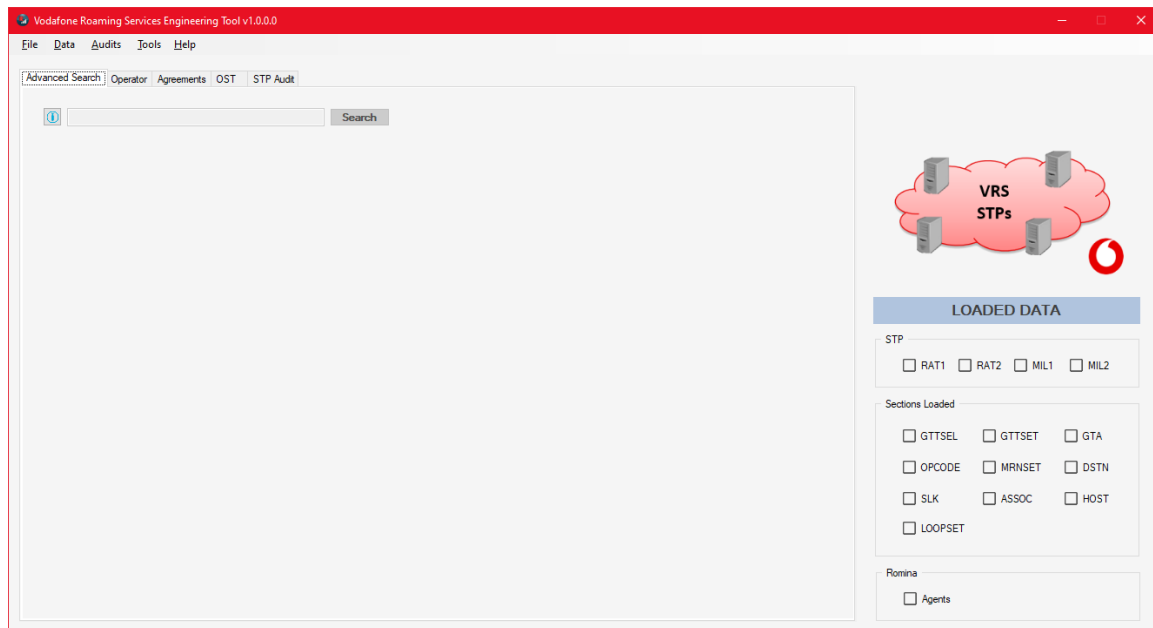 Vodafone Roaming Services Engineering Tool v1.0.0.0
File Data Audits Tools Help
Advanced Search Operator Agreements OST STP Audit
Search
VRS
STPs
LOADED DATA
STP
RAT1 RAT2 MIL1 MIL2
Sections Loaded
GTTSEL GTTSET GTA
OPCODE MRNSET DSTN
SLK ASSOC HOST
LOOPSET
Romina
Agents